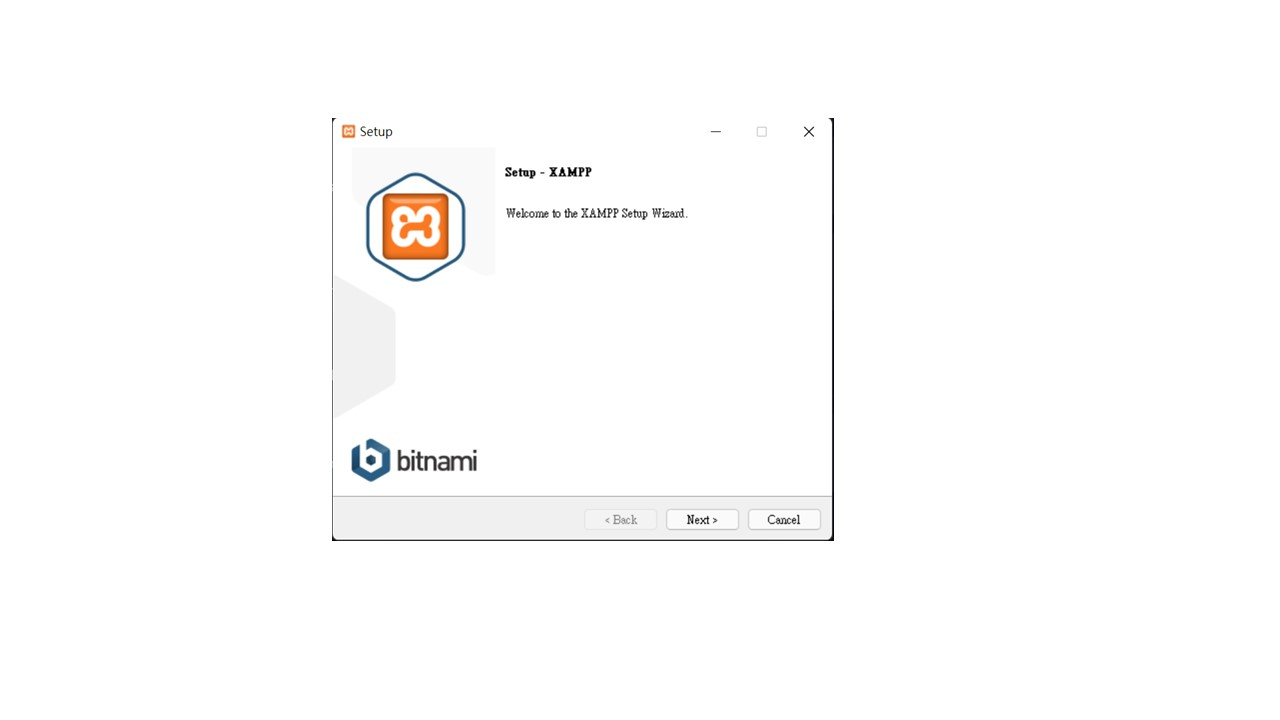 Setup
Setup - XAMPP
Welcome to the XAMPP Setup Wizard.
bitnami
< Back
Next >
Cancel